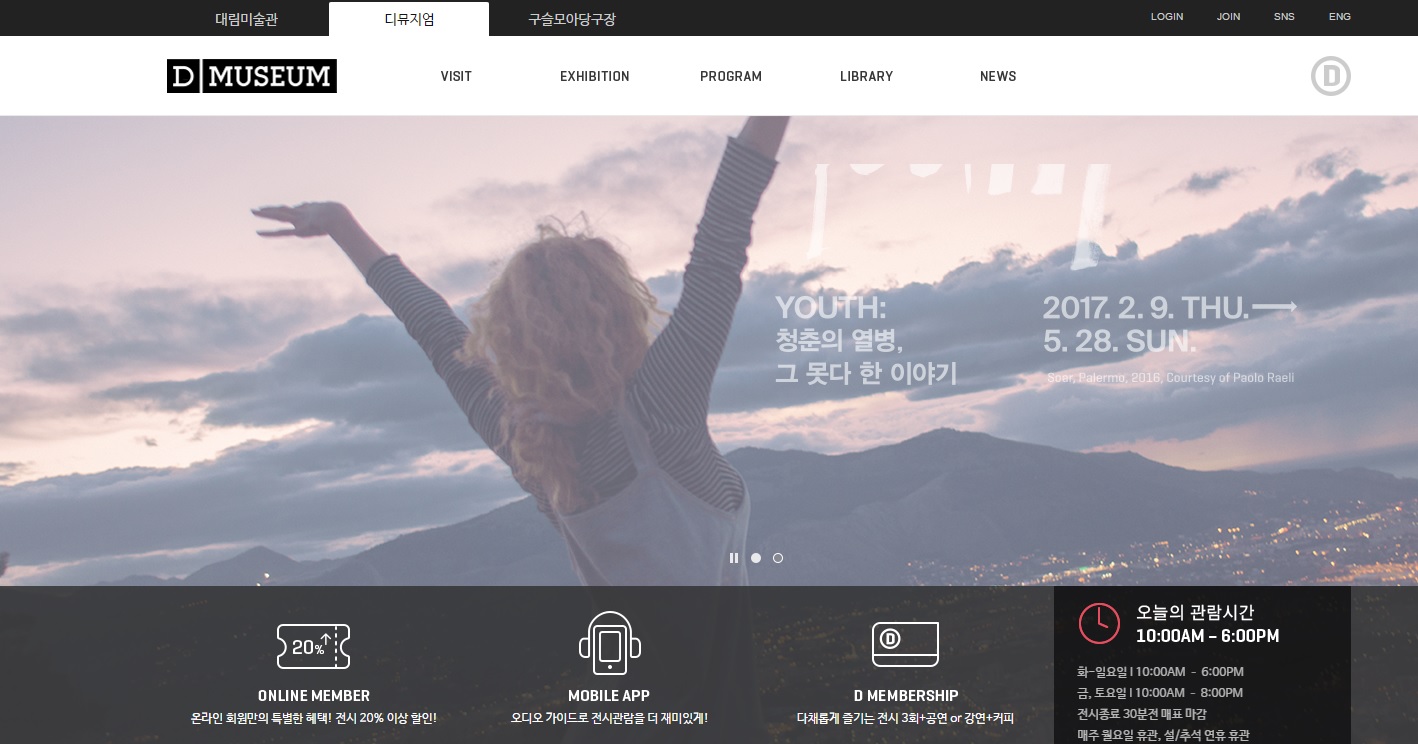 대림미술관
디뮤지엄
구슬모아당구장
LOGIN
JOIN
SNS
ENG
D MUSEUM
VISIT
EXHIBITION
PROGRAM
LIBRARY
NEWS
D
YOUTH:
청춘의 열병,
그 못다 한 이야기
2017. 2. 9. THU.→
5. 28. SUN.
Soar, Palermo, 2016, Courtesy of Paolo Raeli
20%↑
ONLINE MEMBER
온라인 회원만의 특별한 혜택! 전시 20% 이상 할인!
MOBILE APP
오디오 가이드로 전시관람을 더 재미있게!
D
D MEMBERSHIP
다채롭게 즐기는 전시 3회+공연 or 강연+커피
오늘의 관람시간
10:00AM – 6:00PM
화-일요일 | 10:00AM - 6:00PM
금, 토요일 | 10:00AM - 8:00PM
전시종료 30분전 매표 마감
매주 월요일 휴관, 설/추석 연휴 휴관